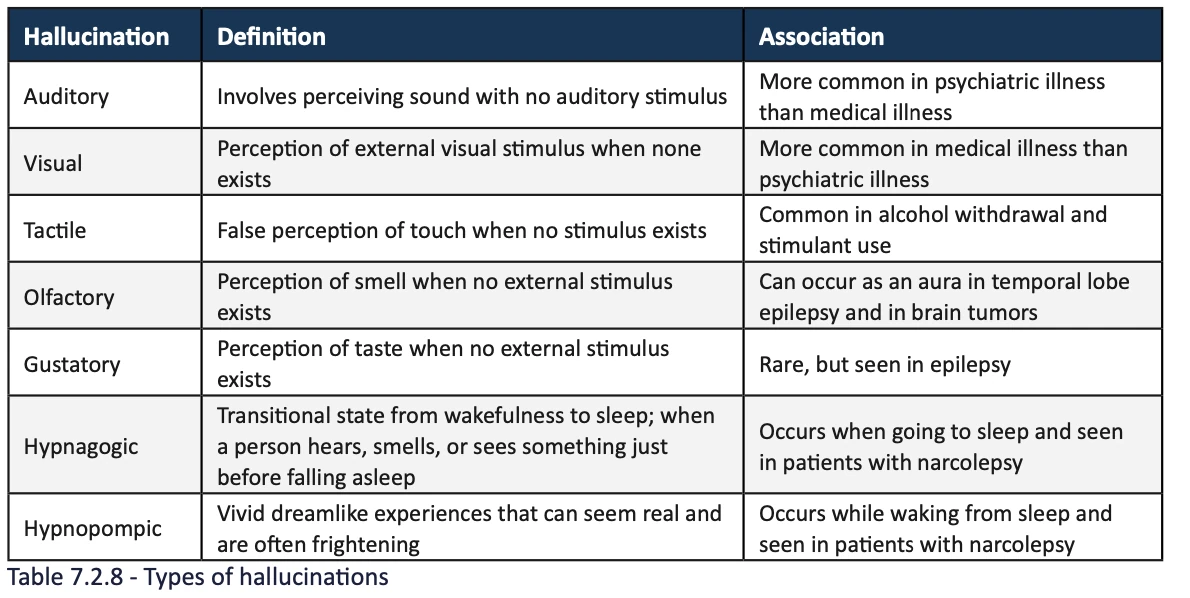 Hallucination Definition Association
Auditory
Involves perceiving sound with no auditory stimulus
More common in psychiatric illness
than medical illness
Visual
Perception of external visual stimulus when none
exists
More common in medical illness than
psychiatric illness
Tactile
False perception of touch when no stimulus exists
Common in alcohol withdrawal and
stimulant use
Olfactory
Perception of smell when no external stimulus
exists
Can occur as an aura in temporal lobe
epilepsy and in brain tumors
Gustatory
Perception of taste when no external stimulus
exists
Rare, but seen in epilepsy
Hypnagogic
Transitional state from wakefulness to sleep; when
a person hears, smells, or sees something just
before falling asleep
Occurs when going to sleep and seen
in patients with narcolepsy
Hypnopompic
Vivid dreamlike experiences that can seem real and
are often frightening
Occurs while waking from sleep and
seen in patients with narcolepsy
Table 7.2.8 - Types of hallucinations